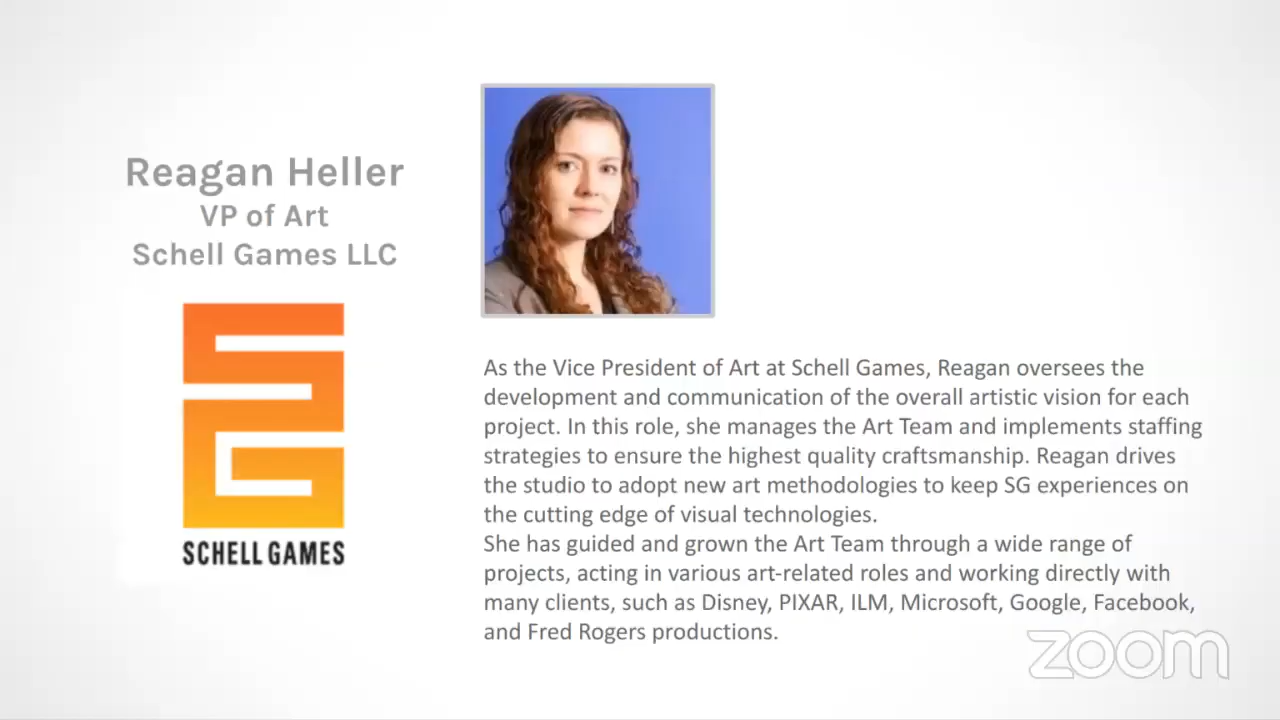 Reagan Heller
VP of Art
Schell Games LLC
SG
SCHELL GAMES
As the Vice President of Art at Schell Games, Reagan oversees the
development and communication of the overall artistic vision for each
project. In this role, she manages the Art Team and implements staffing
strategies to ensure the highest quality craftsmanship. Reagan drives
the studio to adopt new art methodologies to keep SG experiences on
the cutting edge of visual technologies.
She has guided and grown the Art Team through a wide range of
projects, acting in various art-related roles and working directly with
many clients, such as Disney, PIXAR, ILM, Microsoft, Google, Facebook,
and Fred Rogers productions.
zoom